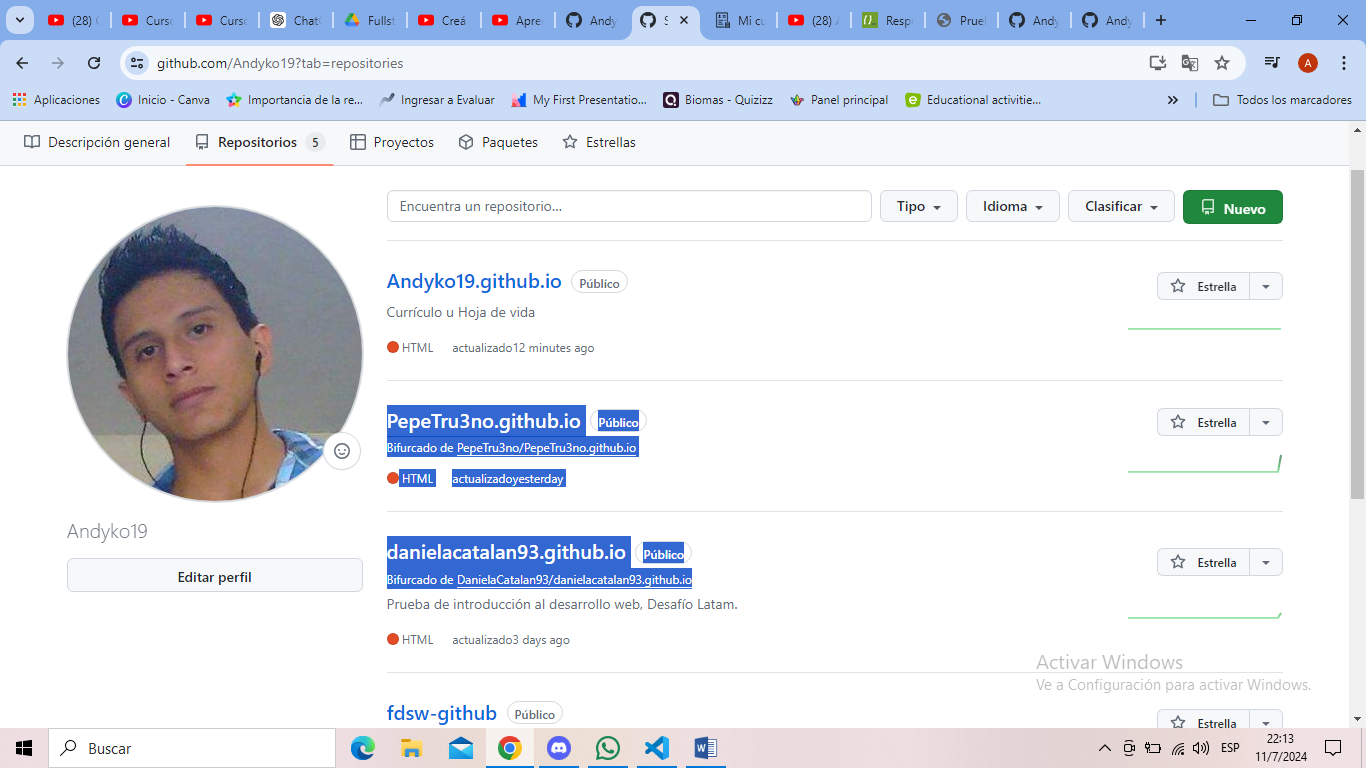 (28) C
Curso
Curso
Chat
Fullst
Creá
Apre
Andy
S
Mi cu
(28) A
Resp
Pruel
Andy
Andy
github.com/Andyko19?tab=repositories
A
Aplicaciones
Inicio - Canva
Importancia de la re...
Ingresar a Evaluar
My First Presentatio...
Biomas - Quizizz
Panel principal
Educational activitie...
»
Todos los marcadores
Descripción general
Repositorios 5
Proyectos
Paquetes
Estrellas
Encuentra un repositorio...
Tipo
Idioma
Clasificar
Nuevo
Andyko19.github.io Público
Estrella
Currículo u Hoja de vida
HTML actualizado12 minutes ago
PepeTru3no.github.io Público
Estrella
Bifurcado de PepeTru3no/PepeTru3no.github.io
HTML actualizadoyesterday
Andyko19
Editar perfil
danielacatalan93.github.io Público
Estrella
Bifurcado de DanielaCatalan93/danielacatalan93.github.io
Prueba de introducción al desarrollo web, Desafío Latam.
HTML actualizado3 days ago
Activar Windows
Ve a Configuración para activar Windows.
fdsw-github Público
Estrella
Buscar
ESP
22:13
11/7/2024